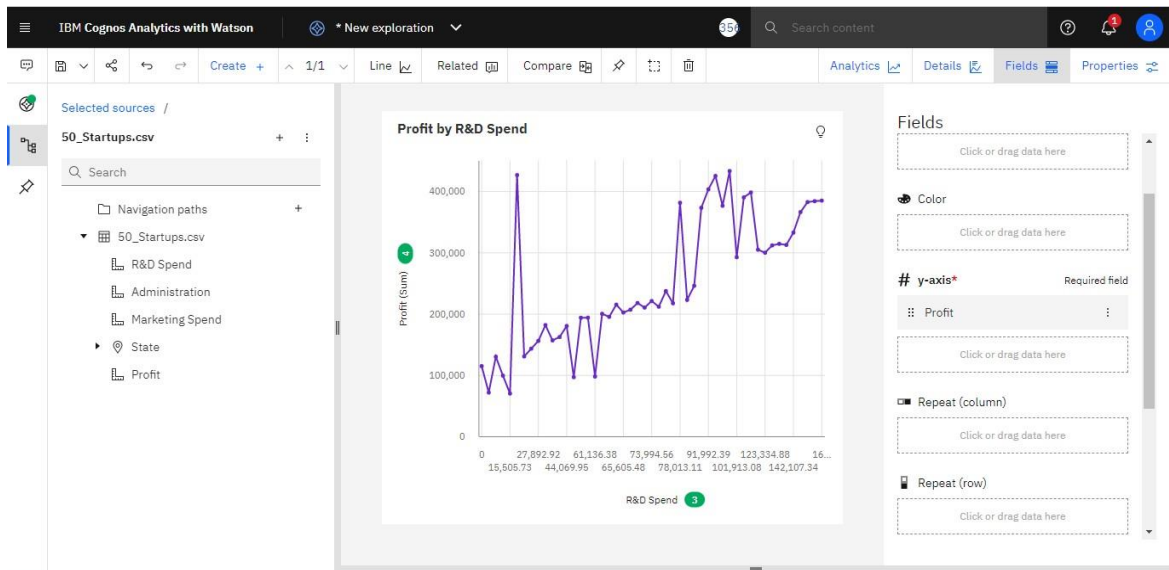 IBM Cognos Analytics with Watson
* New exploration
356
Search content
1
Create +
1/1
Line
Related
Compare
Analytics
Details
Fields
Properties
Selected sources /
50_Startups.csv
Search
Navigation paths
50_Startups.csv
R&D Spend
Administration
Marketing Spend
State
Profit
Profit by R&D Spend
400,000
300,000
200,000
100,000
0
Profit (Sum) 4
0 27,892.92 61,136.38 73,994.56 91,992.39 123,334.88 16...
15,505.73 44,069.95 65,605.48 78,013.11 101,913.08 142,107.34
R&D Spend 3
Fields
Click or drag data here
Color
Click or drag data here
# y-axis* Required field
Profit
Click or drag data here
Repeat (column)
Click or drag data here
Repeat (row)
Click or drag data here